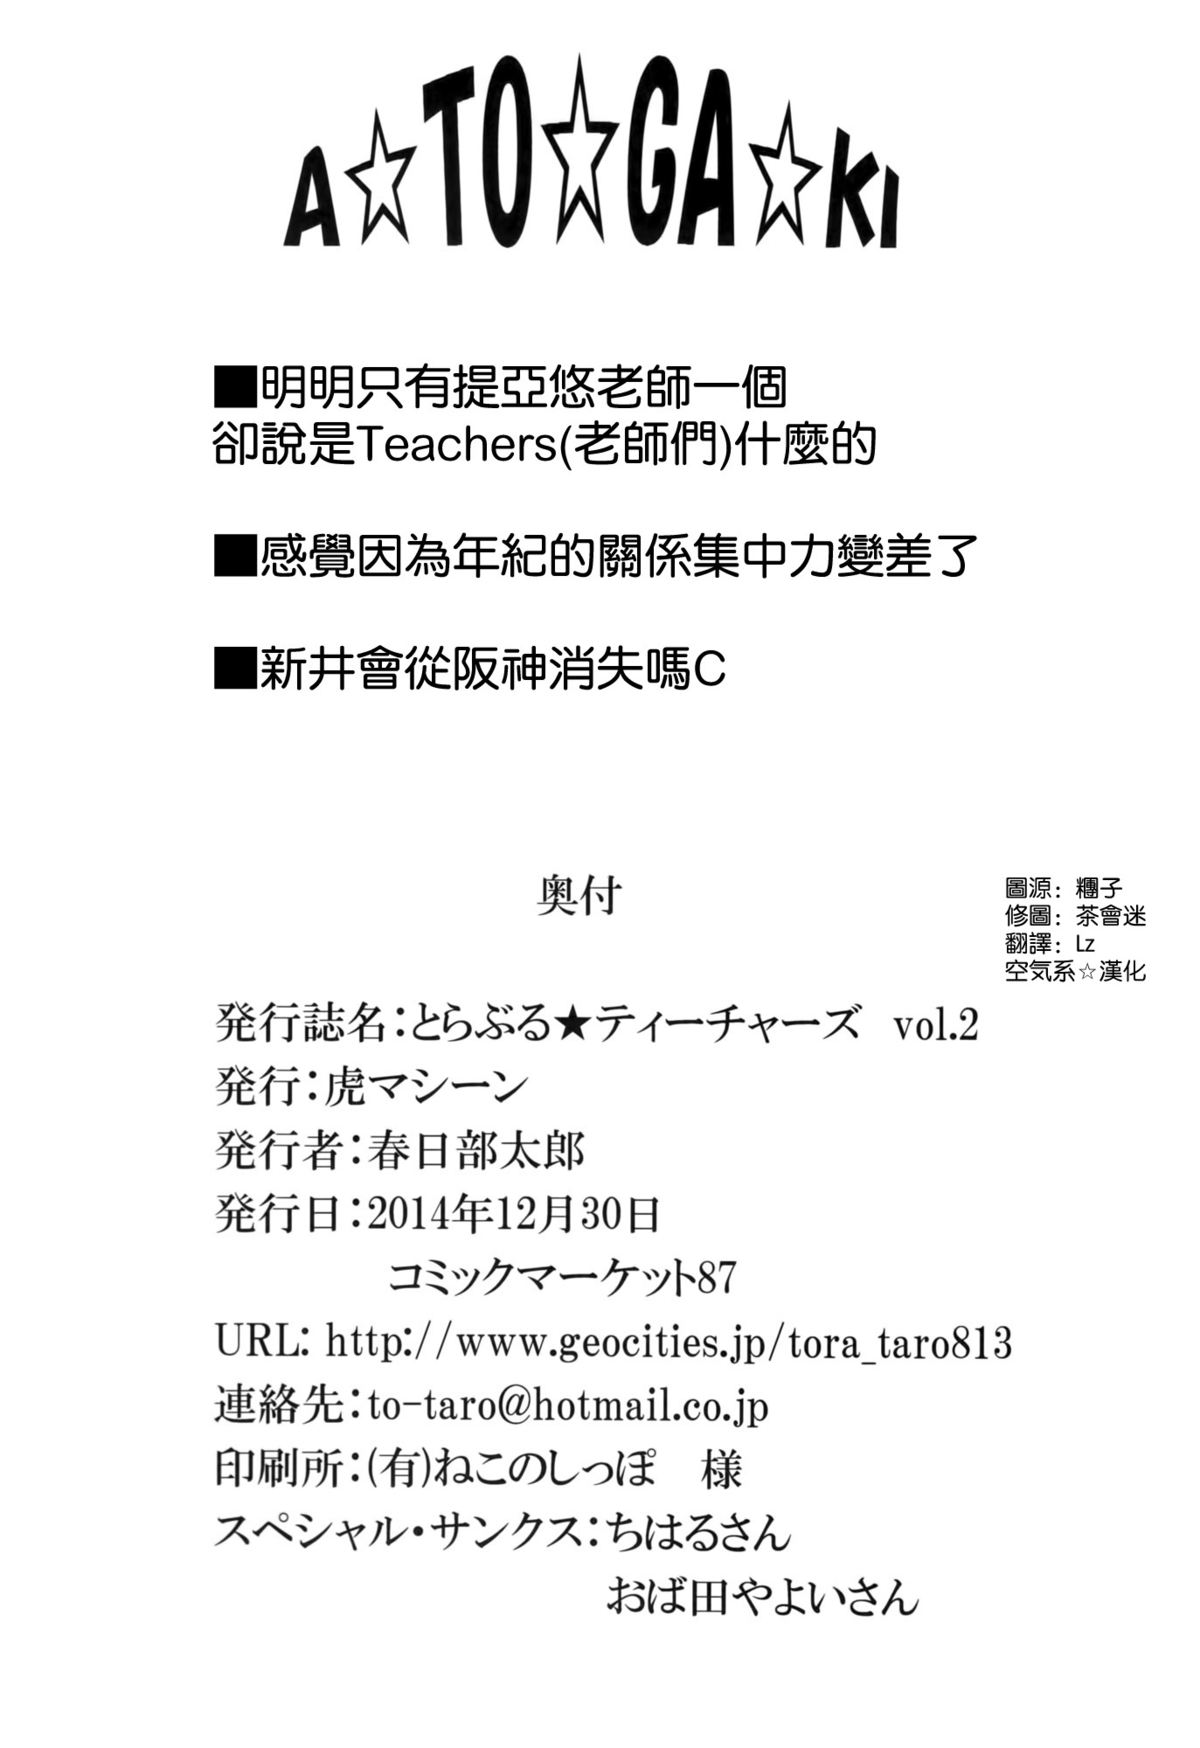 A☆TO☆GA☆KI
■明明只有提亞悠老師一個
卻說是Teachers(老師們)什麼的
■感覺因為年紀的關係集中力變差了
■新井會從阪神消失嗎C
奥付
圖源：糰子
修圖：茶會迷
翻譯：Lz
空気系☆漢化
発行誌名：とらぶる★ティーチャーズ　vol.2
発行：虎マシーン
発行者：春日部太郎
発行日：2014年12月30日
コミックマーケット87
URL: http://www.geocities.jp/tora_taro813
連絡先：to-taro@hotmail.co.jp
印刷所：(有)ねこのしっぽ　様
スペシャル・サンクス：ちはるさん
おば田やよいさん